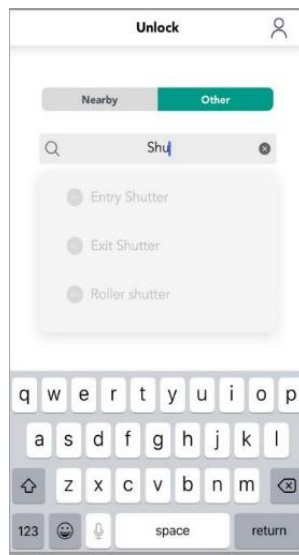 Unlock
Nearby Other
Shu
Entry Shutter
Exit Shutter
Roller shutter
q w e r t y u i o p
a s d f g h j k l
z x c v b n m
123 space return